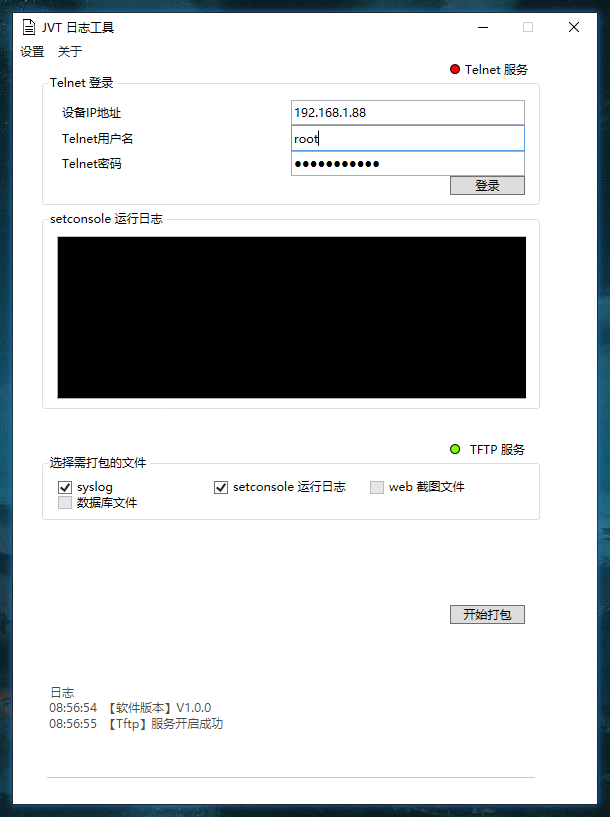 JVT 日志工具
设置 关于
Telnet 服务
Telnet 登录
设备IP地址 192.168.1.88
Telnet用户名 root
Telnet密码 ●●●●●●●●●●●
登录
setconsole 运行日志
TFTP 服务
选择需打包的文件
syslog setconsole 运行日志 web 截图文件
数据库文件
开始打包
日志
08:56:54 【软件版本】V1.0.0
08:56:55 【Tftp】服务开启成功